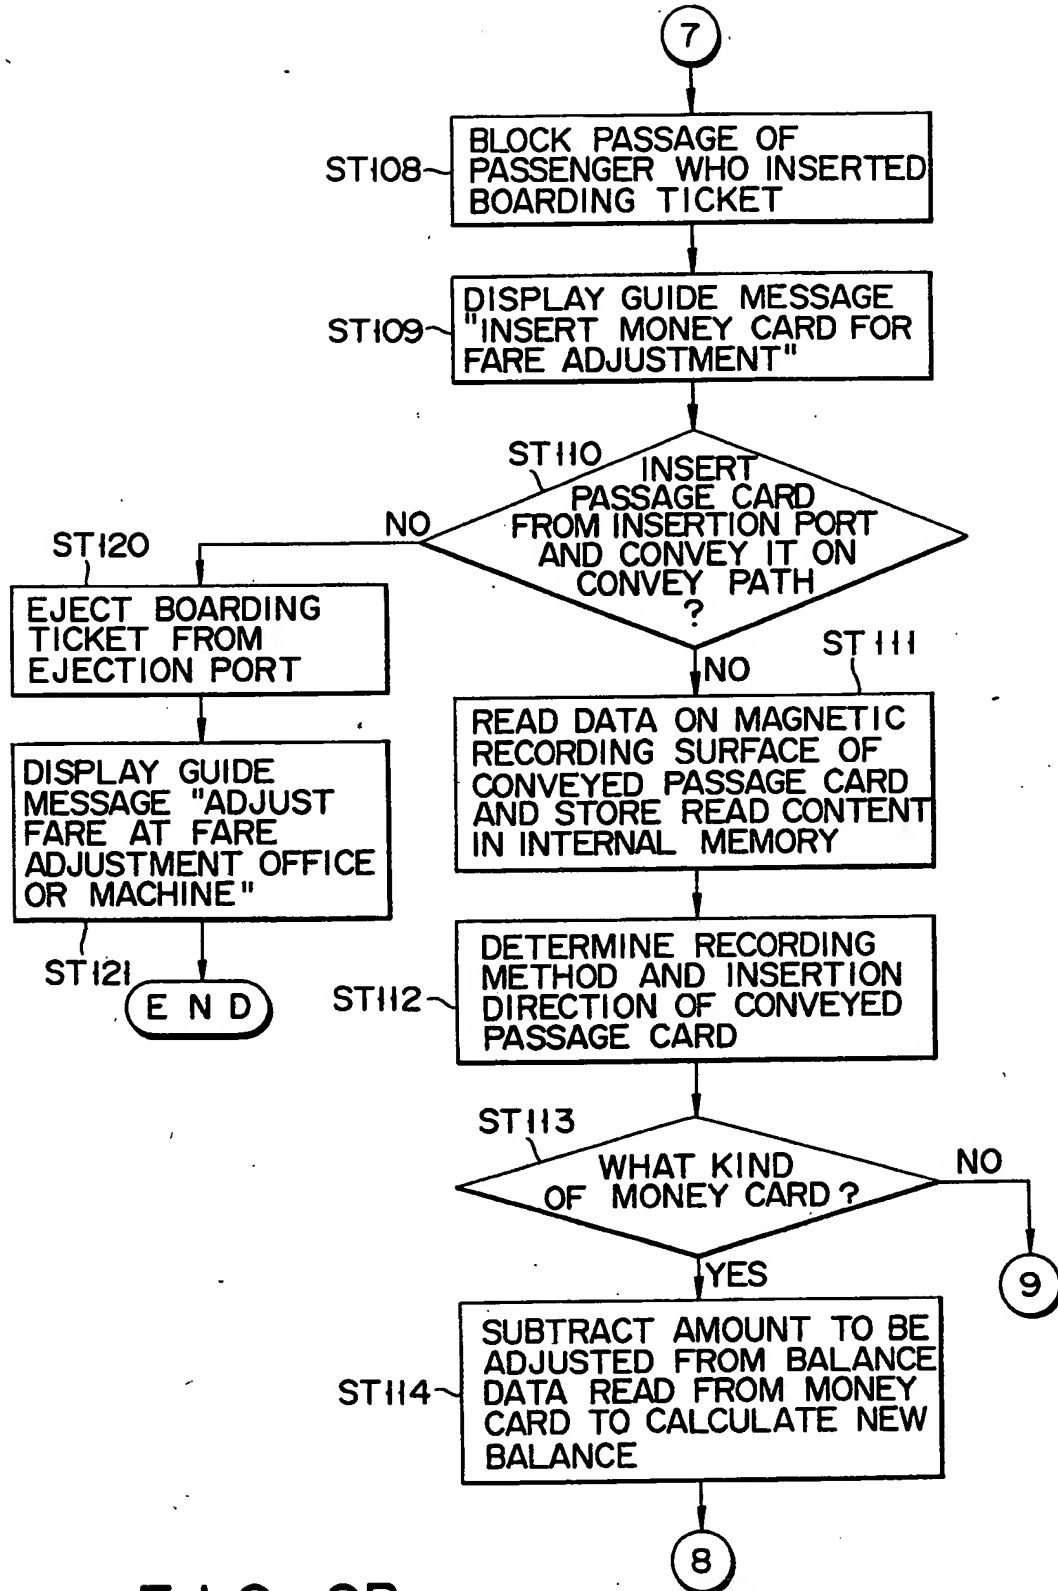 7
ST108
BLOCK PASSAGE OF
PASSENGER WHO INSERTED
BOARDING TICKET
ST109
DISPLAY GUIDE MESSAGE
"INSERT MONEY CARD FOR
FARE ADJUSTMENT"
ST110
INSERT
PASSAGE CARD
FROM INSERTION PORT
AND CONVEY IT ON
CONVEY PATH
?
NO
ST120
EJECT BOARDING
TICKET FROM
EJECTION PORT
DISPLAY GUIDE
MESSAGE "ADJUST
FARE AT FARE
ADJUSTMENT OFFICE
OR MACHINE"
ST121
END
NO
ST111
READ DATA ON MAGNETIC
RECORDING SURFACE OF
CONVEYED PASSAGE CARD
AND STORE READ CONTENT
IN INTERNAL MEMORY
ST112
DETERMINE RECORDING
METHOD AND INSERTION
DIRECTION OF CONVEYED
PASSAGE CARD
ST113
WHAT KIND
OF MONEY CARD?
NO
9
YES
ST114
SUBTRACT AMOUNT TO BE
ADJUSTED FROM BALANCE
DATA READ FROM MONEY
CARD TO CALCULATE NEW
BALANCE
8